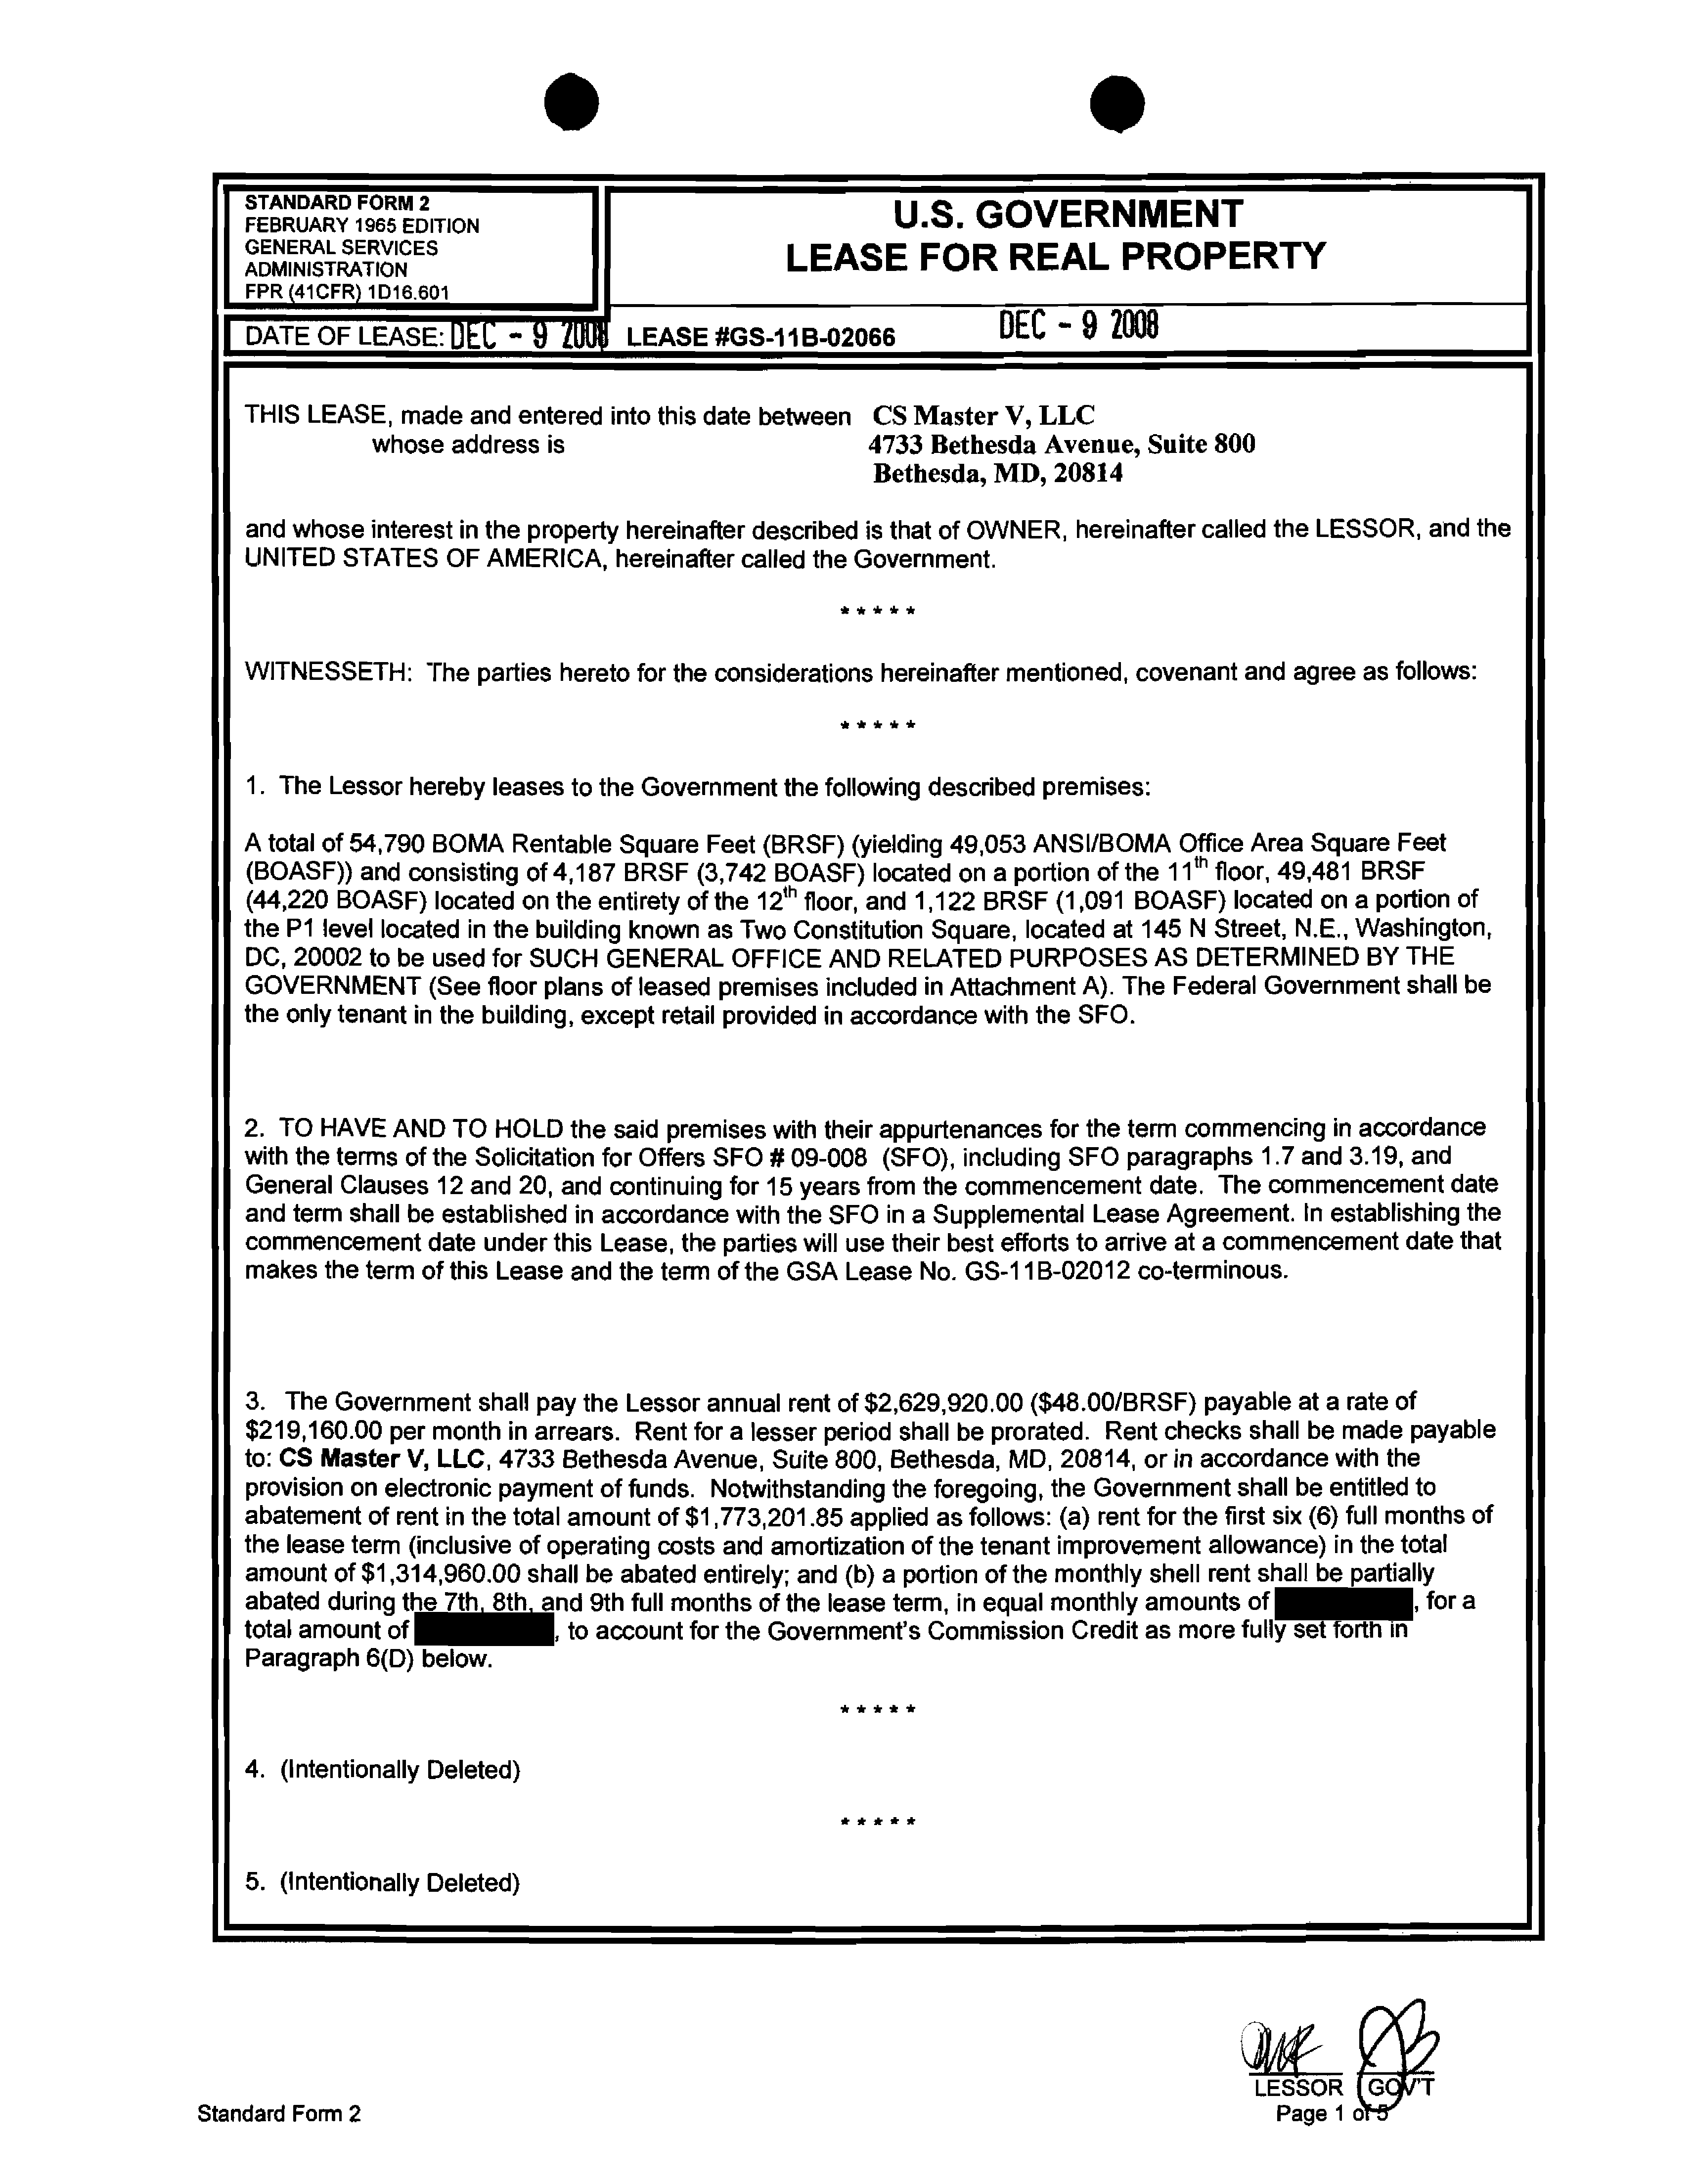 STANDARD FORM 2
FEBRUARY 1965 EDITION
GENERAL SERVICES
ADMINISTRATION
FPR (41CFR) 1D16.601
U.S. GOVERNMENT
LEASE FOR REAL PROPERTY
DATE OF LEASE: DEC - 9 2008 LEASE #GS-11B-02066 DEC - 9 2008
THIS LEASE, made and entered into this date between CS Master V, LLC
whose address is 4733 Bethesda Avenue, Suite 800
Bethesda, MD, 20814
and whose interest in the property hereinafter described is that of OWNER, hereinafter called the LESSOR, and the
UNITED STATES OF AMERICA, hereinafter called the Government.
* * * * *
WITNESSETH: The parties hereto for the considerations hereinafter mentioned, covenant and agree as follows:
* * * * *
1. The Lessor hereby leases to the Government the following described premises:
A total of 54,790 BOMA Rentable Square Feet (BRSF) (yielding 49,053 ANSI/BOMA Office Area Square Feet
(BOASF)) and consisting of 4,187 BRSF (3,742 BOASF) located on a portion of the 11th floor, 49,481 BRSF
(44,220 BOASF) located on the entirety of the 12th floor, and 1,122 BRSF (1,091 BOASF) located on a portion of
the P1 level located in the building known as Two Constitution Square, located at 145 N Street, N.E., Washington,
DC, 20002 to be used for SUCH GENERAL OFFICE AND RELATED PURPOSES AS DETERMINED BY THE
GOVERNMENT (See floor plans of leased premises included in Attachment A). The Federal Government shall be
the only tenant in the building, except retail provided in accordance with the SFO.
2. TO HAVE AND TO HOLD the said premises with their appurtenances for the term commencing in accordance
with the terms of the Solicitation for Offers SFO # 09-008 (SFO), including SFO paragraphs 1.7 and 3.19, and
General Clauses 12 and 20, and continuing for 15 years from the commencement date. The commencement date
and term shall be established in accordance with the SFO in a Supplemental Lease Agreement. In establishing the
commencement date under this Lease, the parties will use their best efforts to arrive at a commencement date that
makes the term of this Lease and the term of the GSA Lease No. GS-11B-02012 co-terminous.
3. The Government shall pay the Lessor annual rent of $2,629,920.00 ($48.00/BRSF) payable at a rate of
$219,160.00 per month in arrears. Rent for a lesser period shall be prorated. Rent checks shall be made payable
to: CS Master V, LLC, 4733 Bethesda Avenue, Suite 800, Bethesda, MD, 20814, or in accordance with the
provision on electronic payment of funds. Notwithstanding the foregoing, the Government shall be entitled to
abatement of rent in the total amount of $1,773,201.85 applied as follows: (a) rent for the first six (6) full months of
the lease term (inclusive of operating costs and amortization of the tenant improvement allowance) in the total
amount of $1,314,960.00 shall be abated entirely; and (b) a portion of the monthly shell rent shall be partially
abated during the 7th, 8th, and 9th full months of the lease term, in equal monthly amounts of , for a
total amount of , to account for the Government's Commission Credit as more fully set forth in
Paragraph 6(D) below.
* * * * *
4. (Intentionally Deleted)
* * * * *
5. (Intentionally Deleted)
LESSOR GOV'T
Standard Form 2 Page 1 of 5